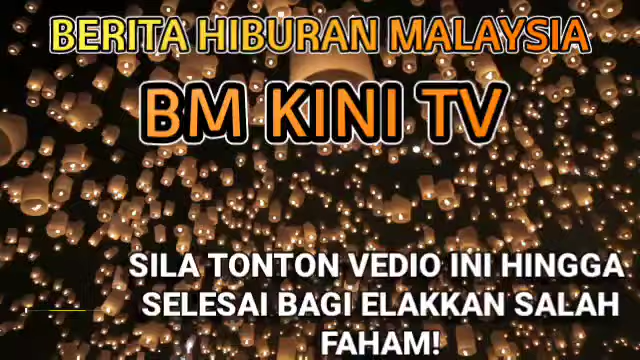 BERITA HIBURAN MALAYSIA
BM KINI TV
SILA TONTON VEDIO INI HINGGA
SELESAI BAGI ELAKKAN SALAH
FAHAM!